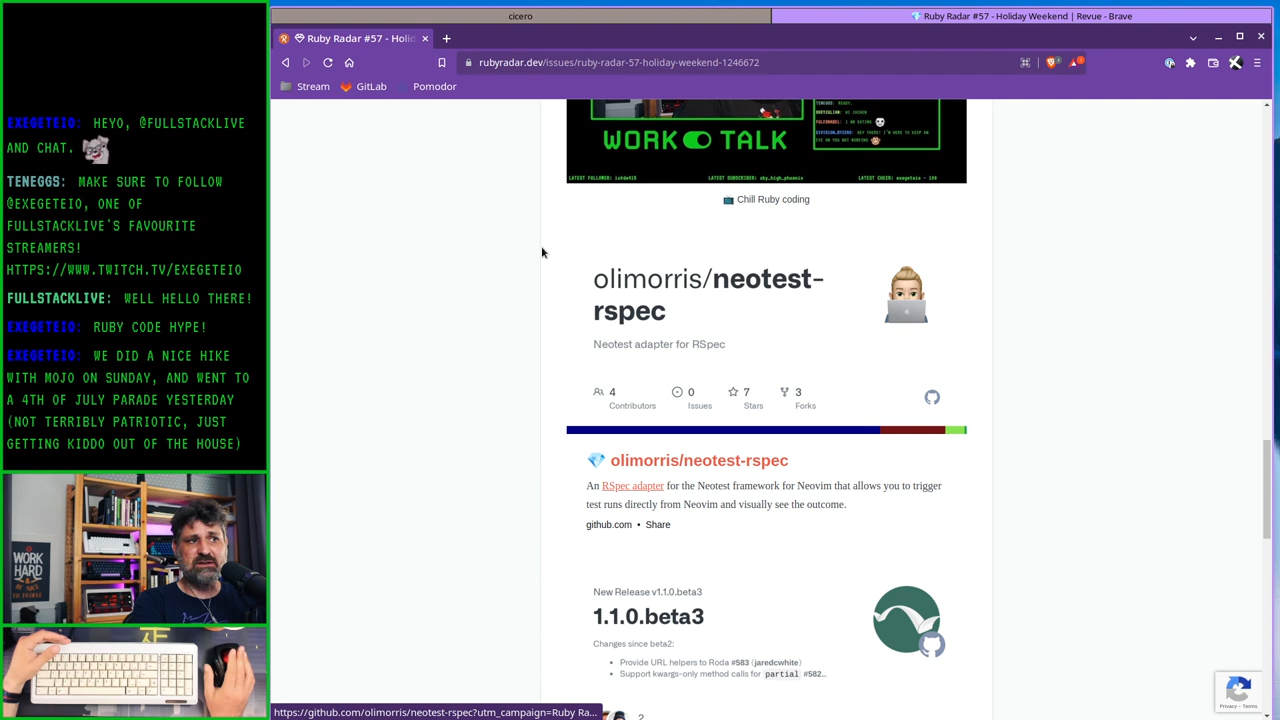 cicero
Ruby Radar #57 - Holiday Weekend | Revue - Brave
Ruby Radar #57 - Holid
rubyradar.dev/issues/ruby-radar-57-holiday-weekend-1246672
Stream
GitLab
Pomodor
EXEGETEIO: HEYO, @FULLSTACKLIVE
AND CHAT.
TENEGGS: MAKE SURE TO FOLLOW
@EXEGETEIO, ONE OF
FULLSTACKLIVE'S FAVOURITE
STREAMERS!
HTTPS://WWW.TWITCH.TV/EXEGETEIO
FULLSTACKLIVE: WELL HELLO THERE!
EXEGETEIO: RUBY CODE HYPE!
EXEGETEIO: WE DID A NICE HIKE
WITH MOJO ON SUNDAY, AND WENT TO
A 4TH OF JULY PARADE YESTERDAY
(NOT TERRIBLY PATRIOTIC, JUST
GETTING KIDDO OUT OF THE HOUSE)
WORK
HARD
WORK TALK
📺 Chill Ruby coding
olimorris/neotest-
rspec
Neotest adapter for RSpec
4
Contributors
0
Issues
7
Stars
3
Forks
💎 olimorris/neotest-rspec
An RSpec adapter for the Neotest framework for Neovim that allows you to trigger
test runs directly from Neovim and visually see the outcome.
github.com • Share
New Release v1.1.0.beta3
1.1.0.beta3
Changes since beta2:
• Provide URL helpers to Roda #583 (jaredcwhite)
• Support kwargs-only method calls for partial #582...
2
Privacy - Terms
https://github.com/olimorris/neotest-rspec?utm_campaign=Ruby Ra...